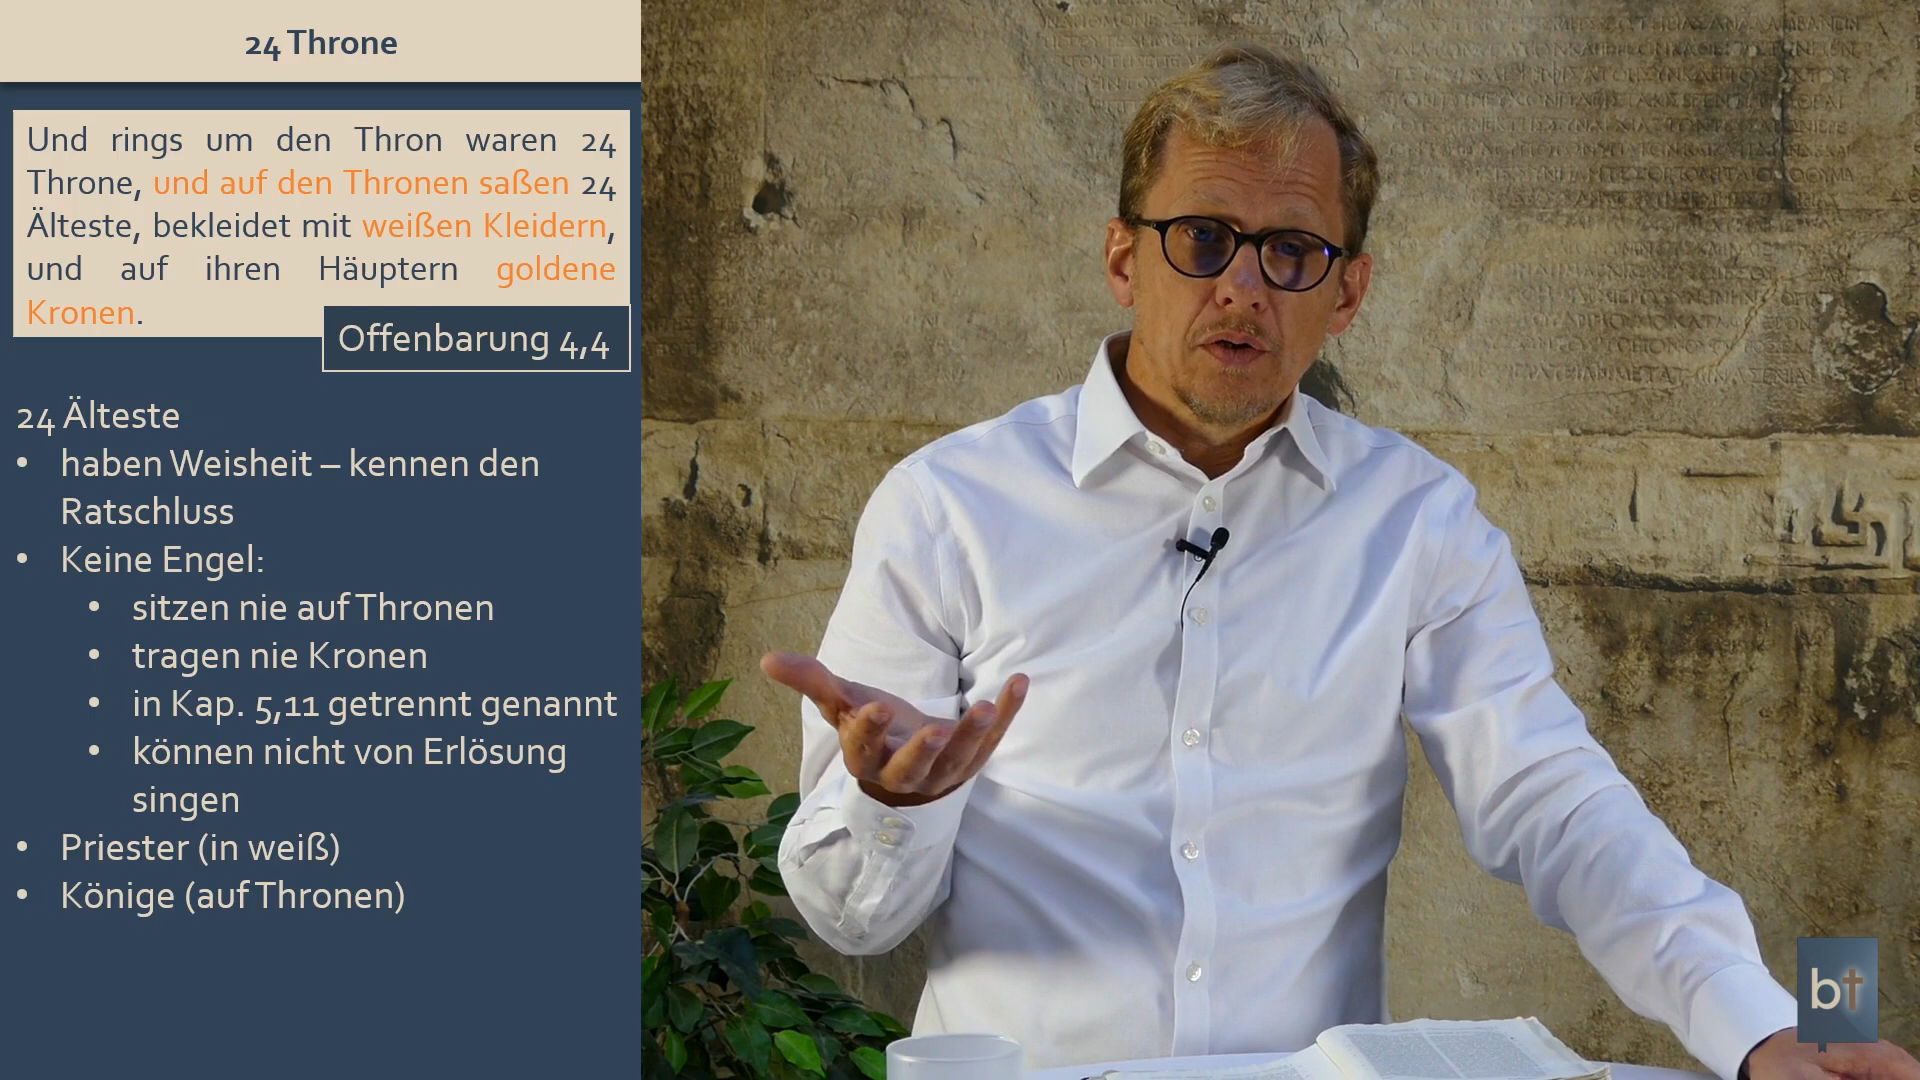 24 Throne
Und rings um den Thron waren 24
Throne, und auf den Thronen saßen 24
Älteste, bekleidet mit weißen Kleidern,
und auf ihren Häuptern goldene
Kronen.
Offenbarung 4,4
24 Älteste
• haben Weisheit – kennen den
Ratschluss
• Keine Engel:
• sitzen nie auf Thronen
• tragen nie Kronen
• in Kap. 5,11 getrennt genannt
• können nicht von Erlösung
singen
• Priester (in weiß)
• Könige (auf Thronen)
bt